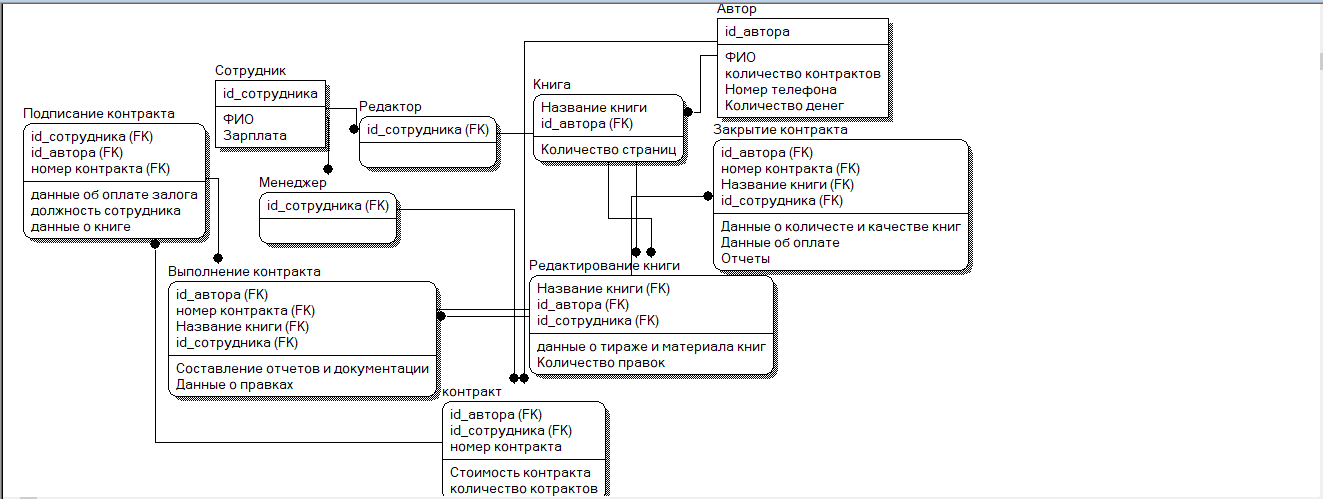 Автор
id_автора
ФИО
количество контрактов
Номер телефона
Количество денег
Сотрудник
id_сотрудника
ФИО
Зарплата
Редактор
id_сотрудника (FK)
Книга
Название книги
id_автора (FK)
Количество страниц
Подписание контракта
id_сотрудника (FK)
id_автора (FK)
номер контракта (FK)
данные об оплате залога
должность сотрудника
данные о книге
Закрытие контракта
id_автора (FK)
номер контракта (FK)
Название книги (FK)
id_сотрудника (FK)
Данные о количесте и качестве книг
Данные об оплате
Отчеты
Менеджер
id_сотрудника (FK)
Выполнение контракта
id_автора (FK)
номер контракта (FK)
Название книги (FK)
id_сотрудника (FK)
Составление отчетов и документации
Данные о правках
Редактирование книги
Название книги (FK)
id_автора (FK)
id_сотрудника (FK)
данные о тираже и материала книг
Количество правок
контракт
id_автора (FK)
id_сотрудника (FK)
номер контракта
Стоимость контракта
количество котрактов